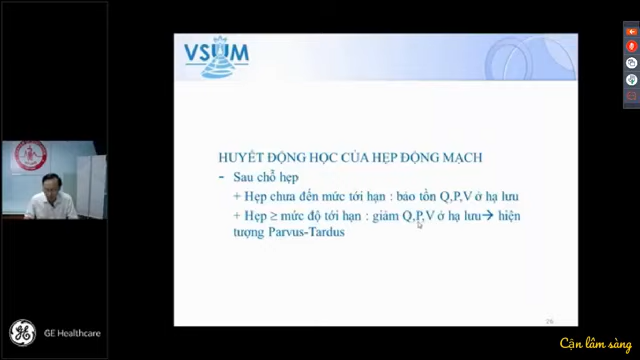 VSUM
HUYẾT ĐỘNG HỌC CỦA HẸP ĐỘNG MẠCH
- Sau chỗ hẹp
+ Hẹp chưa đến mức tới hạn : bảo tồn Q,P,V ở hạ lưu
+ Hẹp ≥ mức độ tới hạn : giảm Q,P,V ở hạ lưu→ hiện
tượng Parvus-Tardus
26
GE Healthcare
Cận lâm sàng